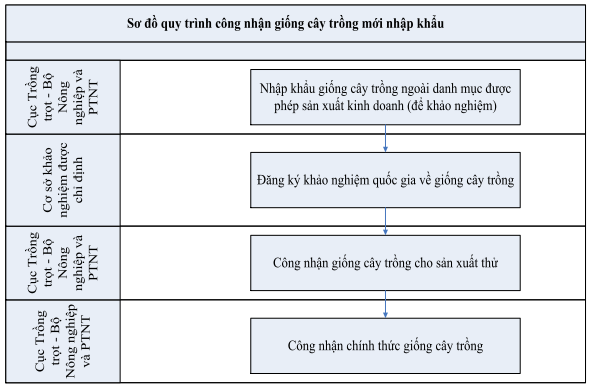 Sơ đồ quy trình công nhận giống cây trồng mới nhập khẩu
Cục Trồng
trọt - Bộ
Nông
nghiệp và
PTNT
Nhập khẩu giống cây trồng ngoài danh mục được
phép sản xuất kinh doanh (để khảo nghiệm)
Cơ sở khảo
nghiệm được
chỉ định
Đăng ký khảo nghiệm quốc gia về giống cây trồng
Cục Trồng
trọt - Bộ
Nông
nghiệp và
PTNT
Công nhận giống cây trồng cho sản xuất thử
Cục Trồng
trọt - Bộ
Nông nghiệp
và PTNT
Công nhận chính thức giống cây trồng